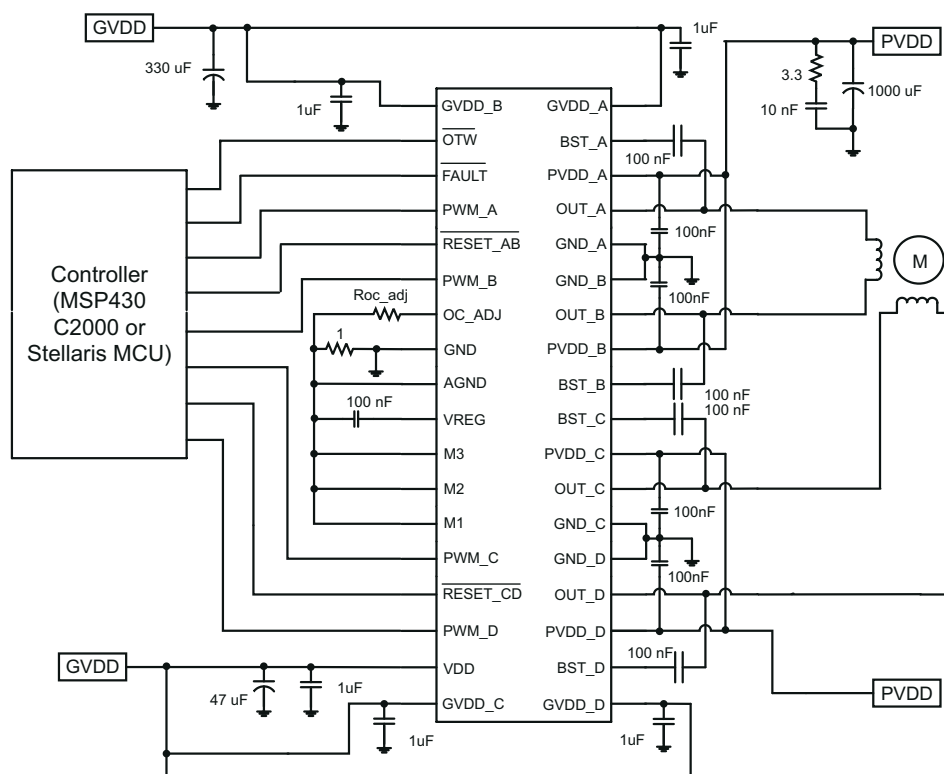 GVDD
1uF
PVDD
330 uF
3.3
1000 uF
1uF
10 nF
GVDD_B
GVDD_A
OTW
BST_A
100 nF
FAULT
PVDD_A
PWM_A
OUT_A
100nF
RESET_AB
GND_A
M
Controller
(MSP430
C2000 or
Stellaris MCU)
PWM_B
GND_B
100nF
Roc_adj
OC_ADJ
OUT_B
1
GND
PVDD_B
AGND
BST_B
100 nF
100 nF
VREG
BST_C
100 nF
M3
PVDD_C
M2
OUT_C
100nF
M1
GND_C
PWM_C
GND_D
100nF
RESET_CD
OUT_D
PWM_D
PVDD_D
100 nF
GVDD
VDD
BST_D
47 uF
1uF
PVDD
GVDD_C
GVDD_D
1uF
1uF